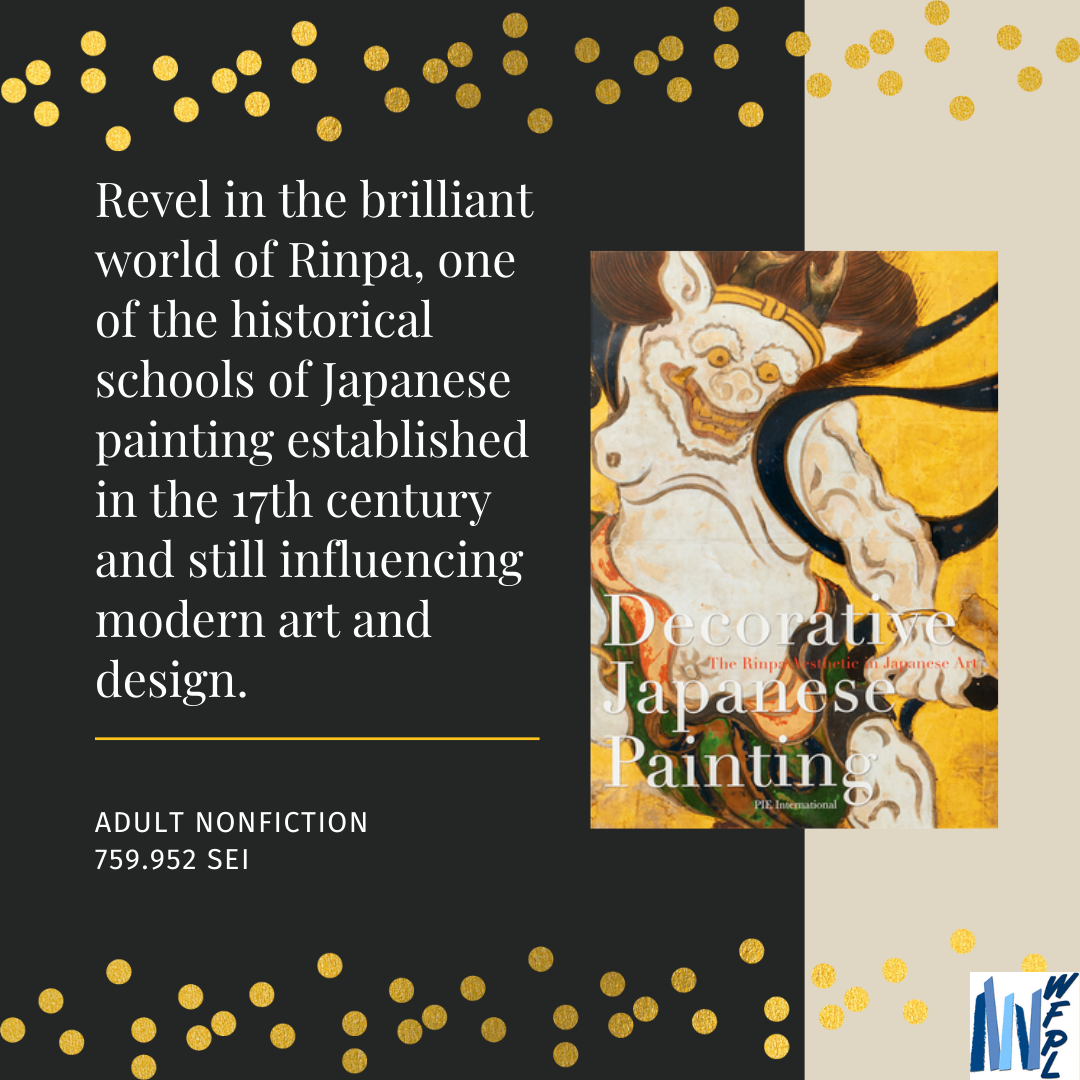 Revel in the brilliant
world of Rinpa, one
of the historical
schools of Japanese
painting established
in the 17th century
and still influencing
modern art and
design.
ADULT NONFICTION
759.952 SEI
Decorative
The Rinpa Aesthetic in Japanese Art
Japanese
Painting
PIE International
WFPL